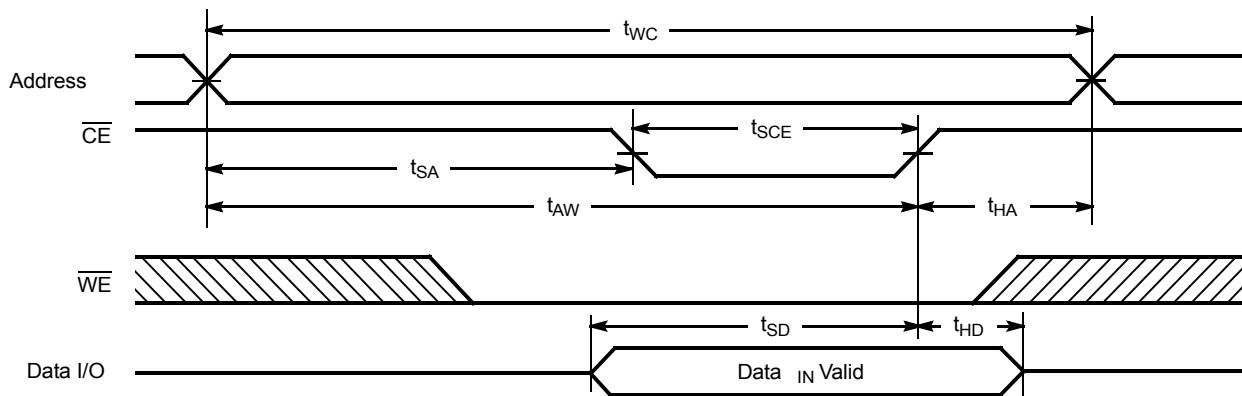 tWC
Address
CE
tSCE
tSA
tAW
tHA
WE
tSD
tHD
Data I/O
Data IN Valid